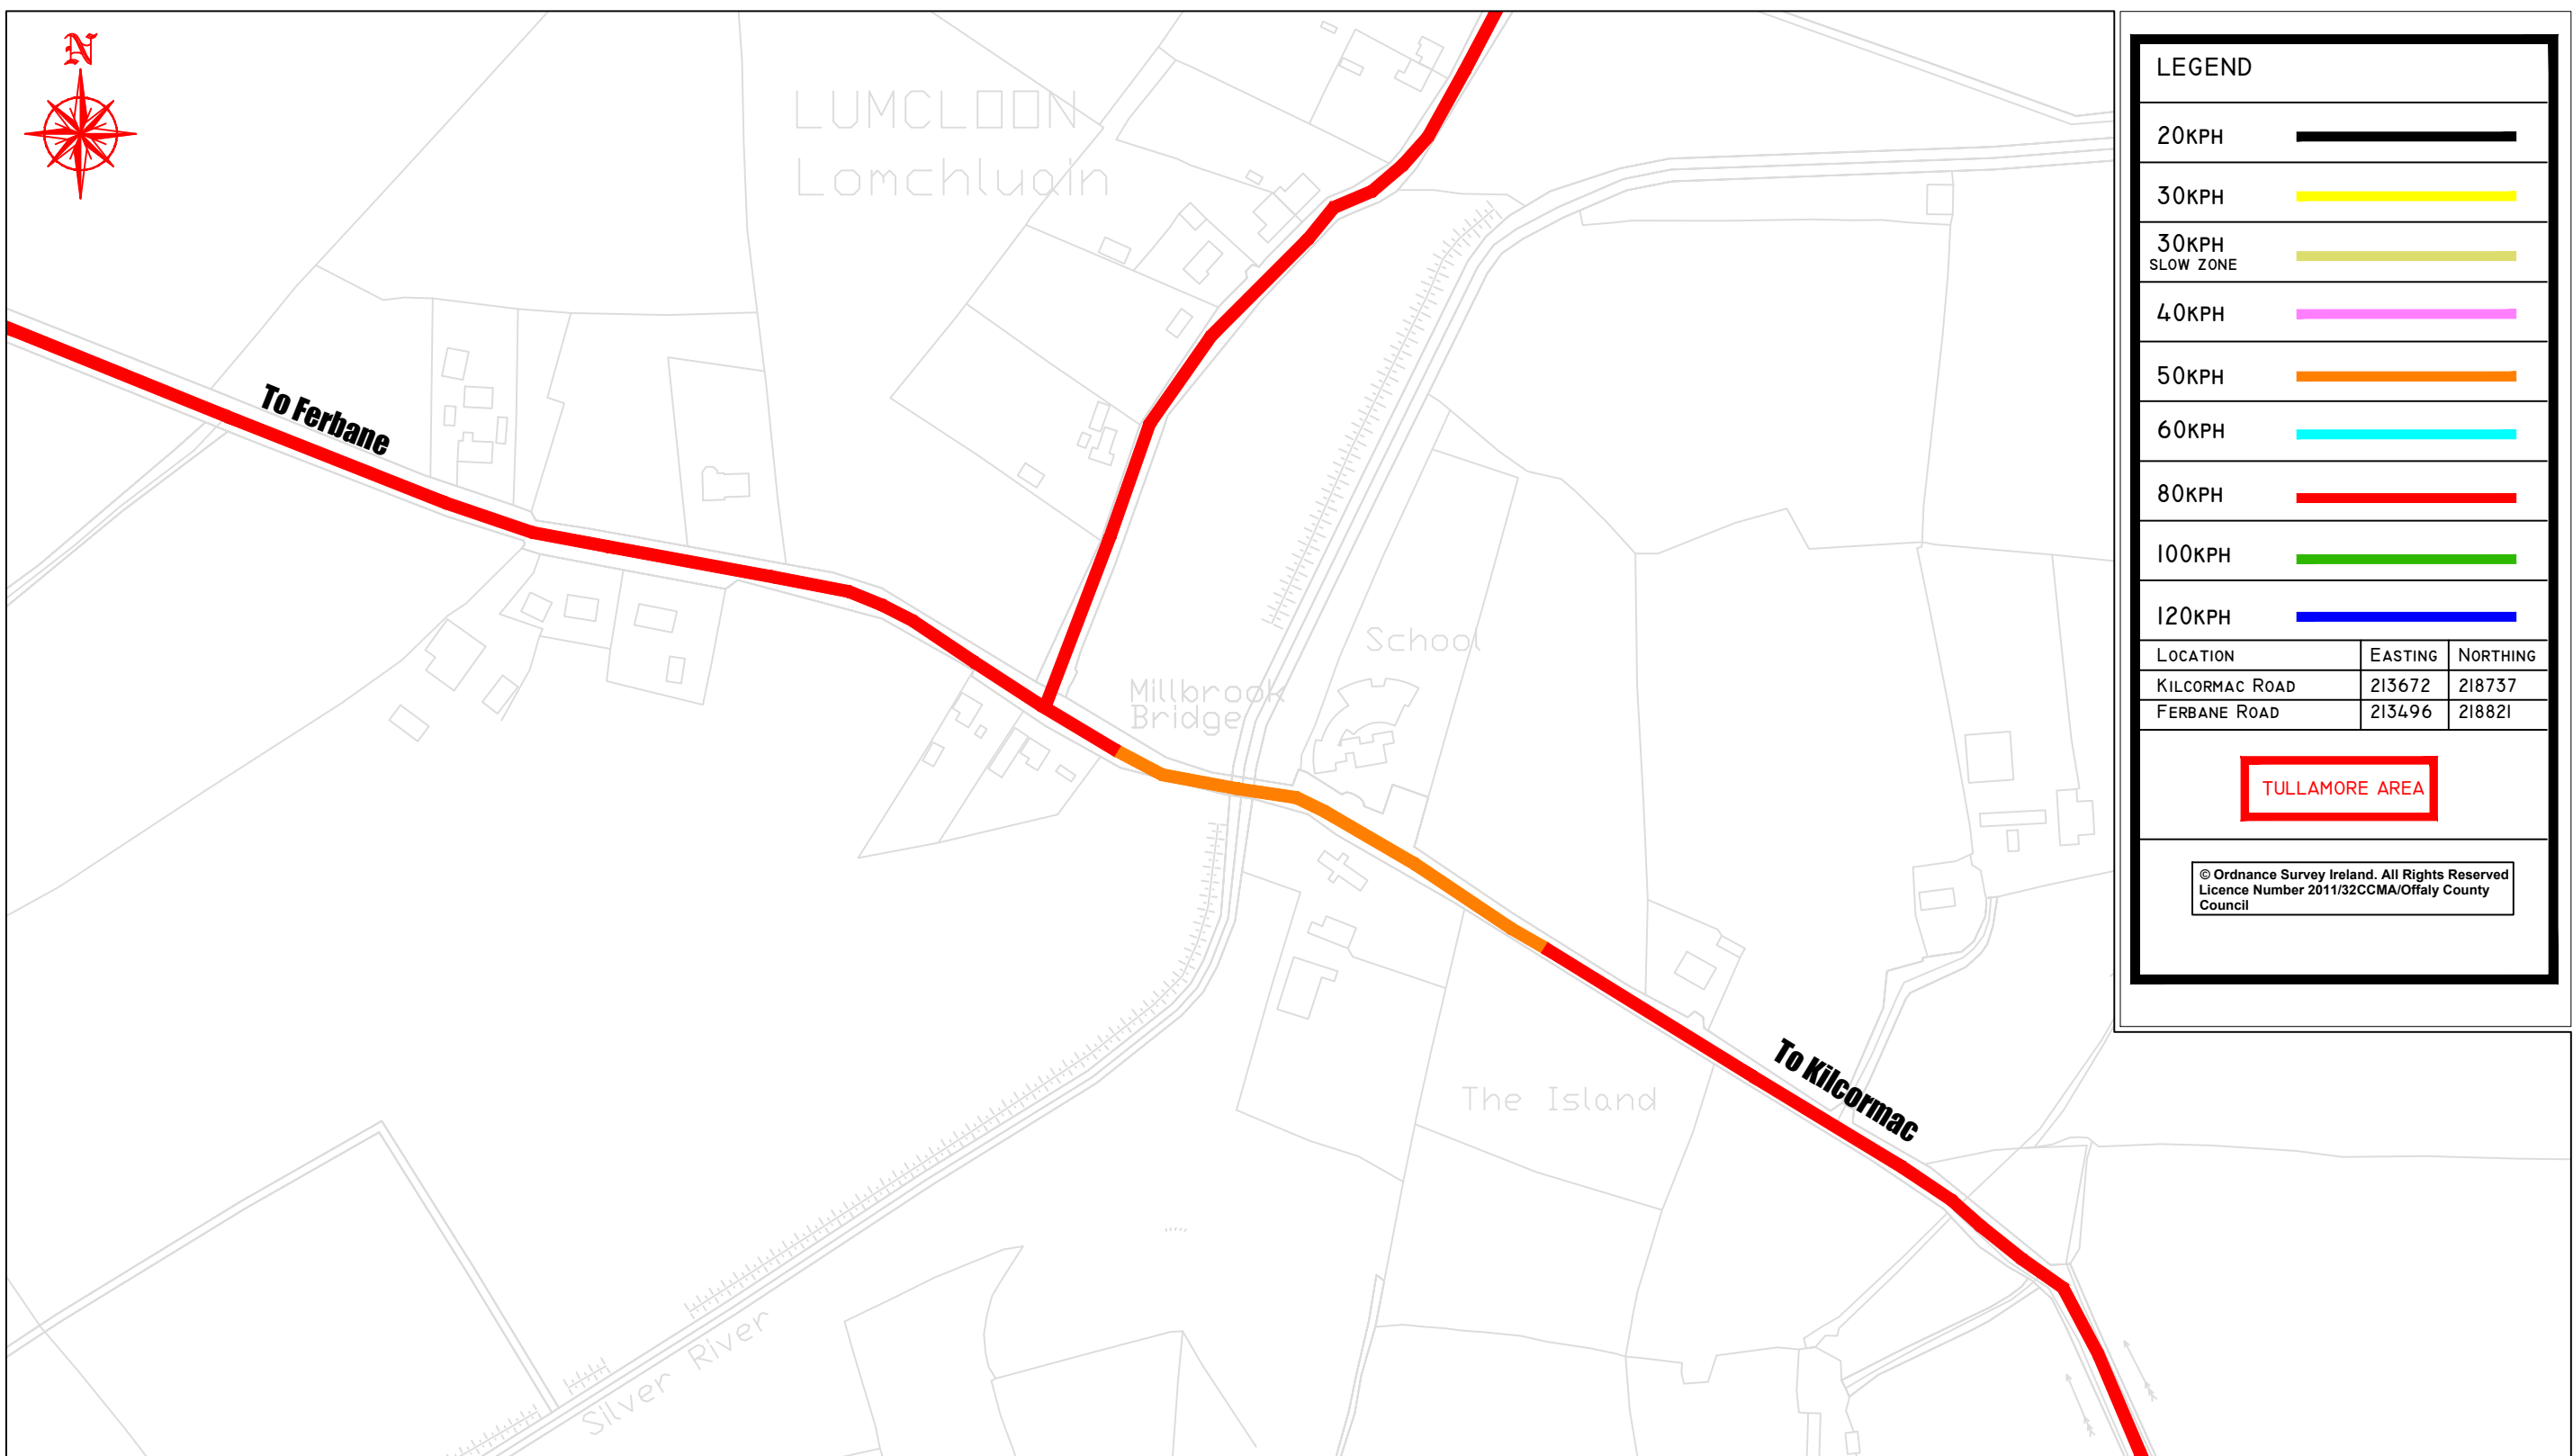 N
LUMCLOON
Lomchluain
To Ferbane
School
Millbrook
Bridge
The Island
To Kilcormac
Silver River
LEGEND
20KPH
30KPH
30KPH
SLOW ZONE
40KPH
50KPH
60KPH
80KPH
100KPH
120KPH
LOCATION EASTING NORTHING
KILCORMAC ROAD 213672 218737
FERBANE ROAD 213496 218821
TULLAMORE AREA
© Ordnance Survey Ireland. All Rights Reserved
Licence Number 2011/32CCMA/Offaly County
Council